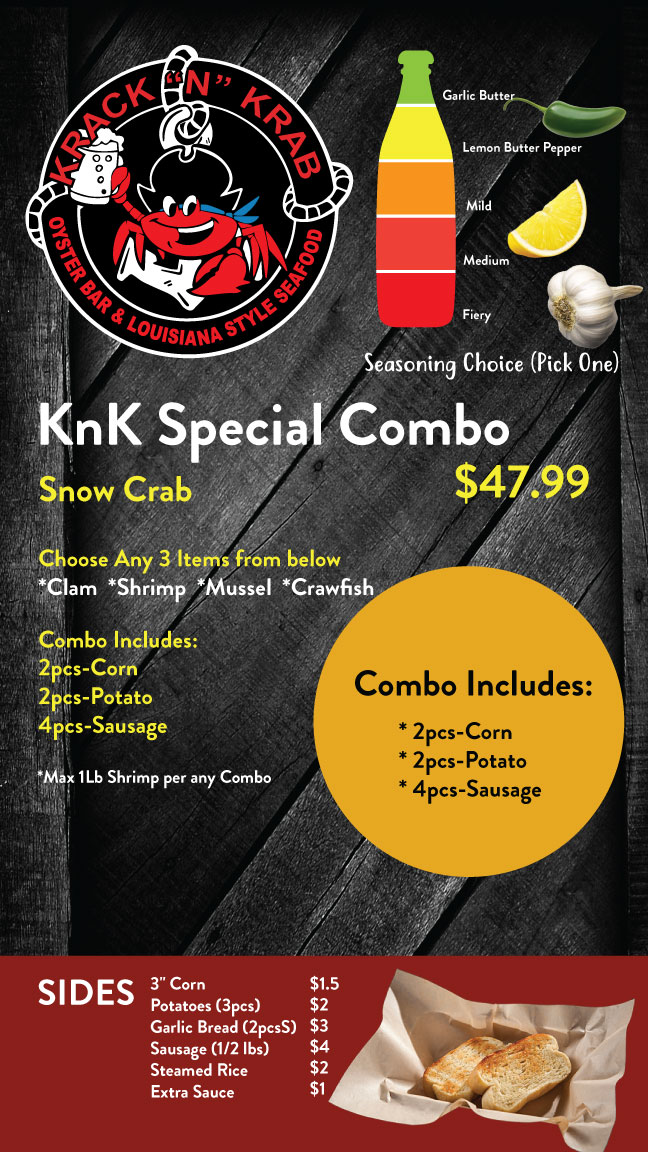 KRACK "N" KRAB
OYSTER BAR & LOUISIANA STYLE SEAFOOD
Garlic Butter
Lemon Butter Pepper
Mild
Medium
Fiery
Seasoning Choice (Pick One)
KnK Special Combo
Snow Crab
$47.99
Choose Any 3 Items from below
*Clam *Shrimp *Mussel *Crawfish
Combo Includes:
2pcs-Corn
2pcs-Potato
4pcs-Sausage
*Max 1Lb Shrimp per any Combo
Combo Includes:
* 2pcs-Corn
* 2pcs-Potato
* 4pcs-Sausage
SIDES
3" Corn $1.5
Potatoes (3pcs) $2
Garlic Bread (2pcsS) $3
Sausage (1/2 lbs) $4
Steamed Rice $2
Extra Sauce $1